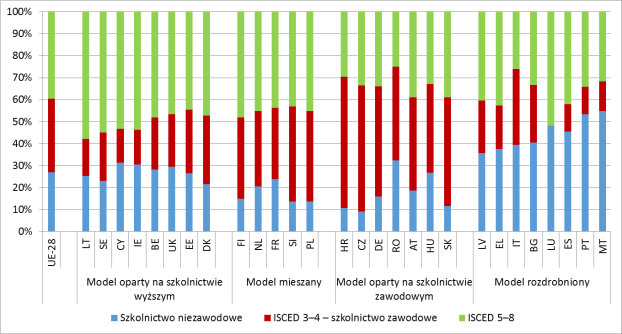 100%
90%
80%
70%
60%
50%
40%
30%
20%
10%
0%
UE-28 LT SE CY IE BE UK EE DK FI NL FR SI PL HR CZ DE RO AT HU SK LV EL IT BG LU ES PT MT
Model oparty na szkolnictwie wyższym
Model mieszany
Model oparty na szkolnictwie zawodowym
Model rozdrobniony
Szkolnictwo niezawodowe
ISCED 3–4 – szkolnictwo zawodowe
ISCED 5–8